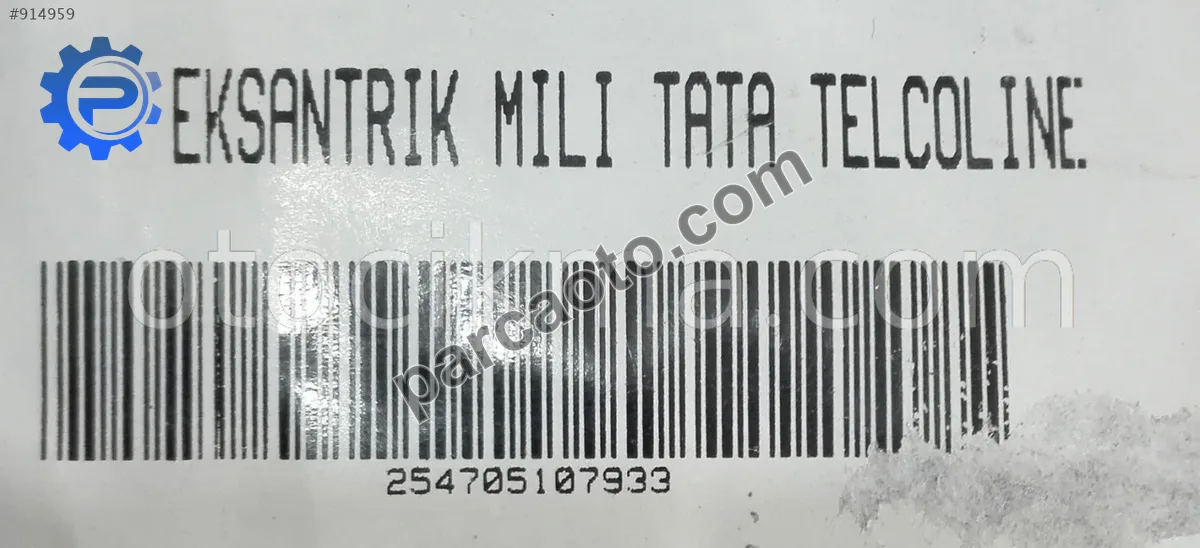 #914959
EKSANTRIK MILI TATA TELCOLINE
otocikma.com
parcaoto.com
254705107933